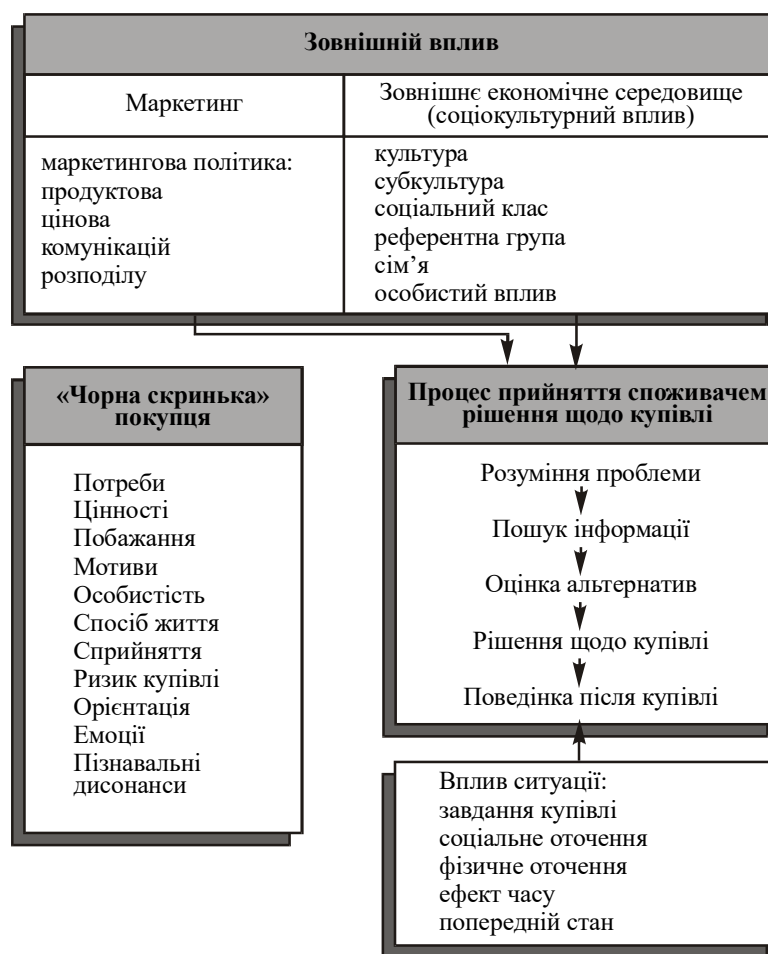 Зовнішній вплив
Маркетинг
Зовнішнє економічне середовище
(соціокультурний вплив)
маркетингова політика:
продуктова
цінова
комунікацій
розподілу
культура
субкультура
соціальний клас
референтна група
сім’я
особистий вплив
«Чорна скринька»
покупця
Потреби
Цінності
Побажання
Мотиви
Особистість
Спосіб життя
Сприйняття
Ризик купівлі
Орієнтація
Емоції
Пізнавальні
дисонанси
Процес прийняття споживачем
рішення щодо купівлі
Розуміння проблеми
Пошук інформації
Оцінка альтернатив
Рішення щодо купівлі
Поведінка після купівлі
Вплив ситуації:
завдання купівлі
соціальне оточення
фізичне оточення
ефект часу
попередній стан